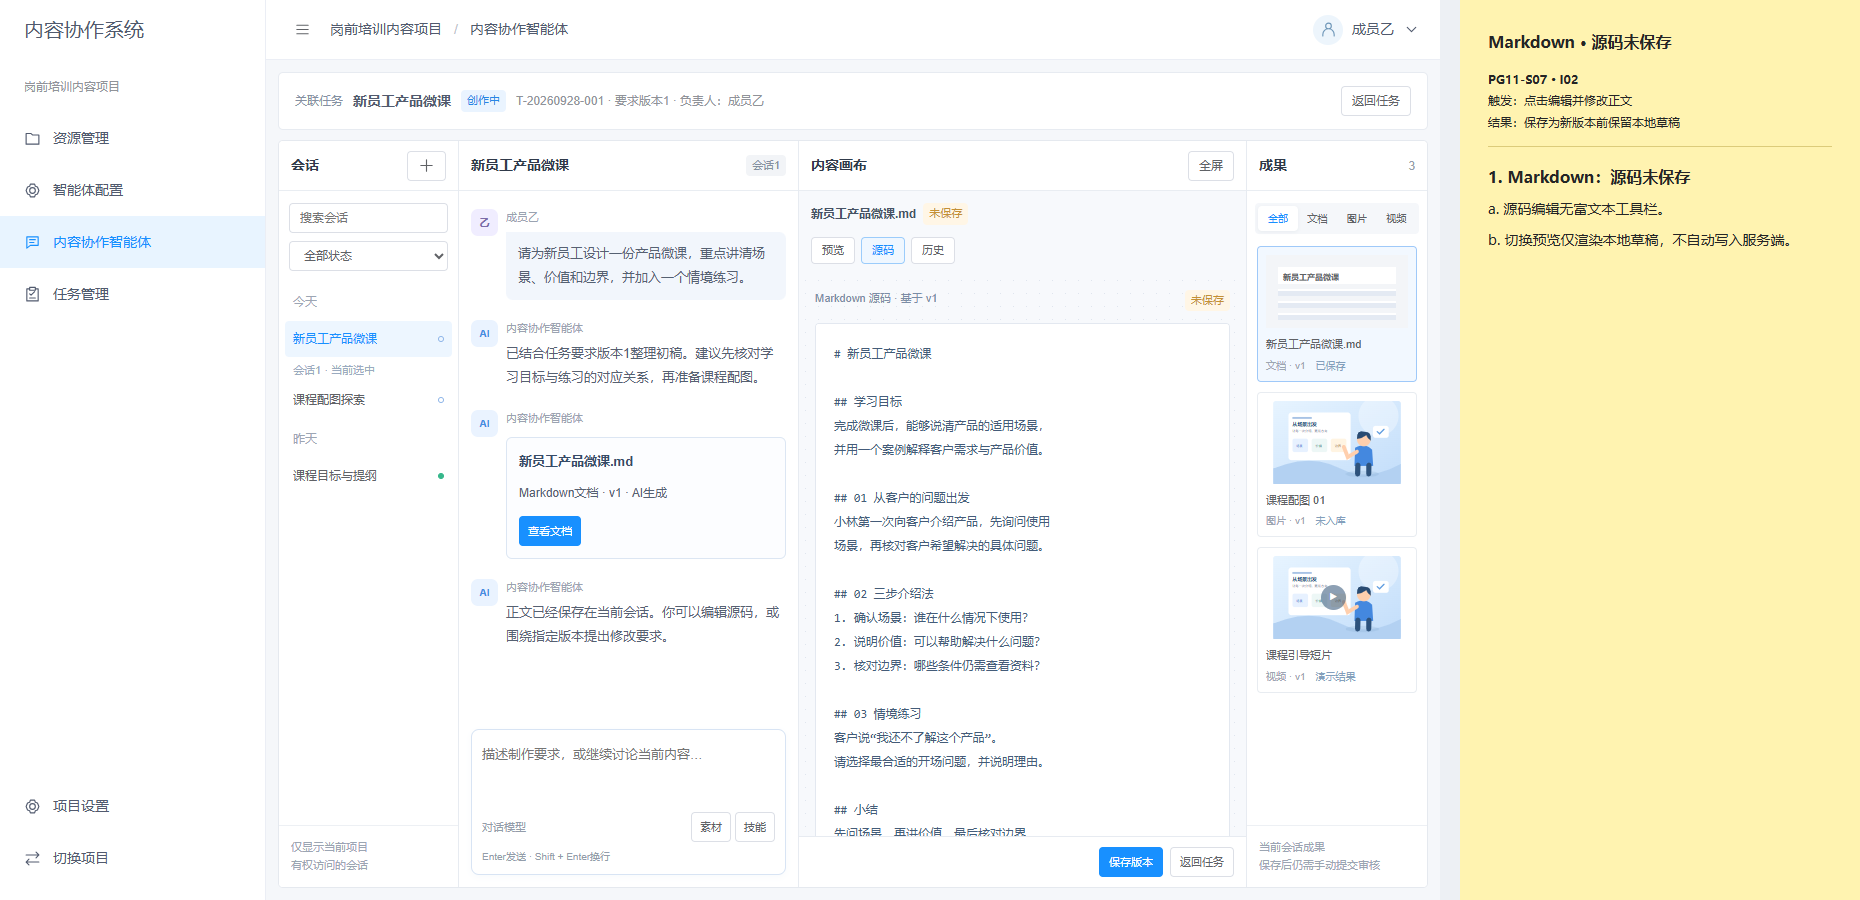 内容协作系统
岗前培训内容项目
资源管理
智能体配置
内容协作智能体
任务管理
项目设置
切换项目
岗前培训内容项目 / 内容协作智能体
成员乙
关联任务 新员工产品微课 创作中 T-20260928-001 · 要求版本1 · 负责人：成员乙
返回任务
会话
搜索会话
全部状态
今天
新员工产品微课
会话1 · 当前选中
课程配图探索
昨天
课程目标与提纲
仅显示当前项目
有权访问的会话
新员工产品微课 会话1
乙 成员乙
请为新员工设计一份产品微课，重点讲清场
景、价值和边界，并加入一个情境练习。
AI 内容协作智能体
已结合任务要求版本1整理初稿。建议先核对学
习目标与练习的对应关系，再准备课程配图。
AI 内容协作智能体
新员工产品微课.md
Markdown文档 · v1 · AI生成
查看文档
AI 内容协作智能体
正文已经保存在当前会话。你可以编辑源码，或
围绕指定版本提出修改要求。
描述制作要求，或继续讨论当前内容...
对话模型 素材 技能
Enter发送 · Shift + Enter换行
内容画布 全屏
新员工产品微课.md 未保存
预览 源码 历史
Markdown 源码 · 基于 v1 未保存
# 新员工产品微课
## 学习目标
完成微课后，能够说清产品的适用场景，
并用一个案例解释客户需求与产品价值。
## 01 从客户的问题出发
小林第一次向客户介绍产品，先询问使用
场景，再核对客户希望解决的具体问题。
## 02 三步介绍法
1. 确认场景：谁在什么情况下使用？
2. 说明价值：可以帮助解决什么问题？
3. 核对边界：哪些条件仍需查看资料？
## 03 情境练习
客户说“我还不了解这个产品”。
请选择最合适的开场问题，并说明理由。
## 小结
先问场景，再讲价值，最后核对边界
保存版本 返回任务
成果 3
全部 文档 图片 视频
新员工产品微课
新员工产品微课.md
文档 · v1 已保存
从场景出发
课程配图 01
图片 · v1 未入库
从场景出发
课程引导短片
视频 · v1 演示结果
当前会话成果
保存后仍需手动提交审核
Markdown • 源码未保存
PG11-S07 • I02
触发：点击编辑并修改正文
结果：保存为新版本前保留本地草稿
1. Markdown：源码未保存
a. 源码编辑无富文本工具栏。
b. 切换预览仅渲染本地草稿，不自动写入服务端。